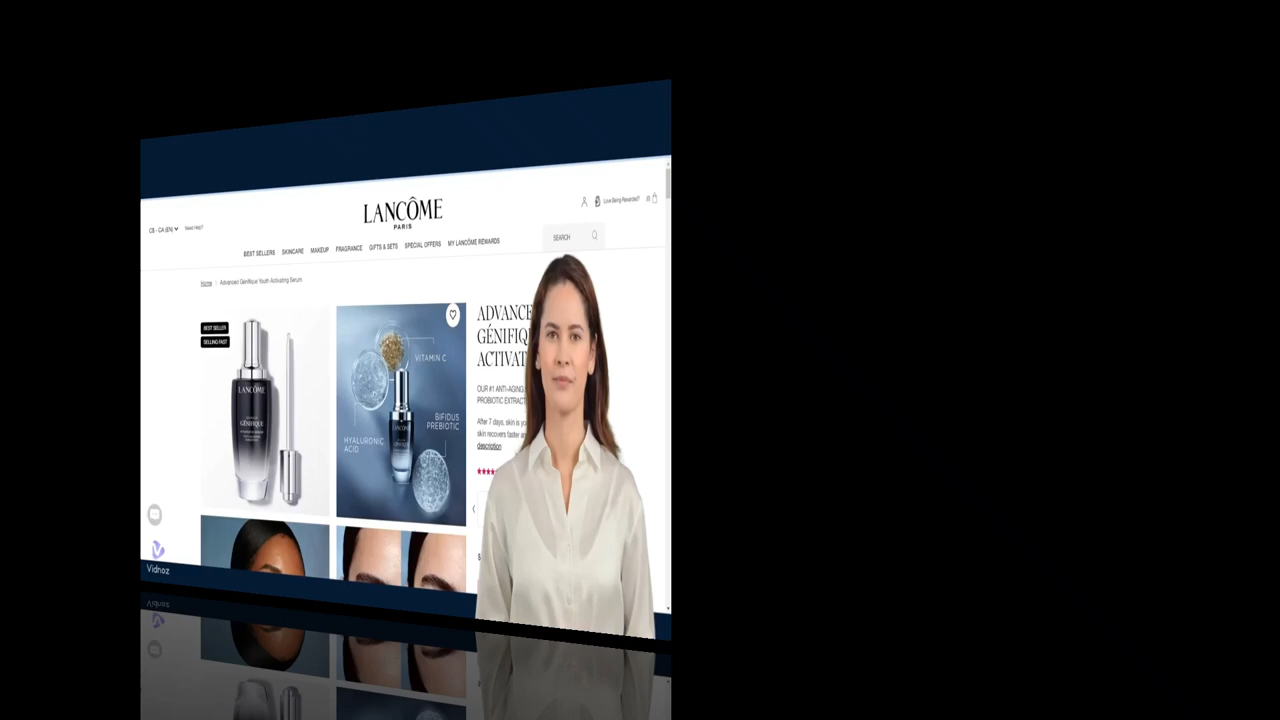 LANCÔME
PARIS
CS - CA (EN)
Need Help?
Love Being Rewarded?
BEST SELLERS SKINCARE MAKEUP FRAGRANCE GIFTS & SETS SPECIAL OFFERS MY LANCÔME REWARDS
SEARCH
Home | Advanced Génifique Youth Activating Serum
BEST SELLER
SELLING FAST
LANCÔME
GÉNIFIQUE
VITAMIN C
HYALURONIC
ACID
BIFIDUS
PREBIOTIC
ADVANCE
GÉNIFIQ
ACTIVAT
OUR #1 ANTI-AGING
PROBIOTIC EXTRACT
After 7 days, skin is yo
skin recovers faster an
description
Vidnoz